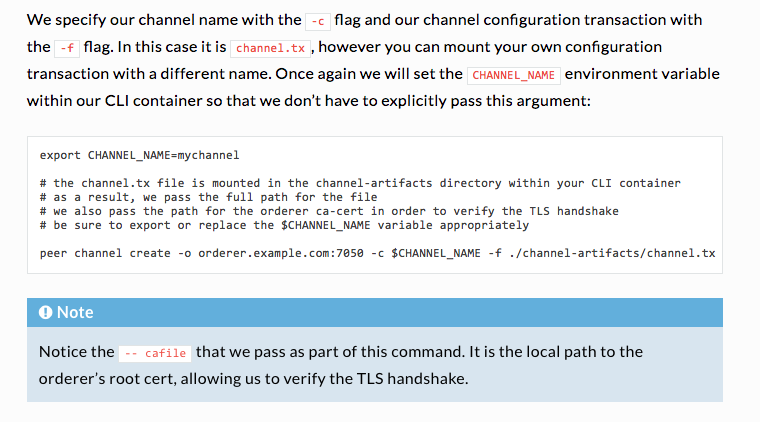 We specify our channel name with the -c flag and our channel configuration transaction with
the -f flag. In this case it is channel.tx , however you can mount your own configuration
transaction with a different name. Once again we will set the CHANNEL_NAME environment variable
within our CLI container so that we don’t have to explicitly pass this argument:
export CHANNEL_NAME=mychannel
# the channel.tx file is mounted in the channel-artifacts directory within your CLI container
# as a result, we pass the full path for the file
# we also pass the path for the orderer ca-cert in order to verify the TLS handshake
# be sure to export or replace the $CHANNEL_NAME variable appropriately
peer channel create -o orderer.example.com:7050 -c $CHANNEL_NAME -f ./channel-artifacts/channel.tx
Note
Notice the -- cafile that we pass as part of this command. It is the local path to the
orderer’s root cert, allowing us to verify the TLS handshake.